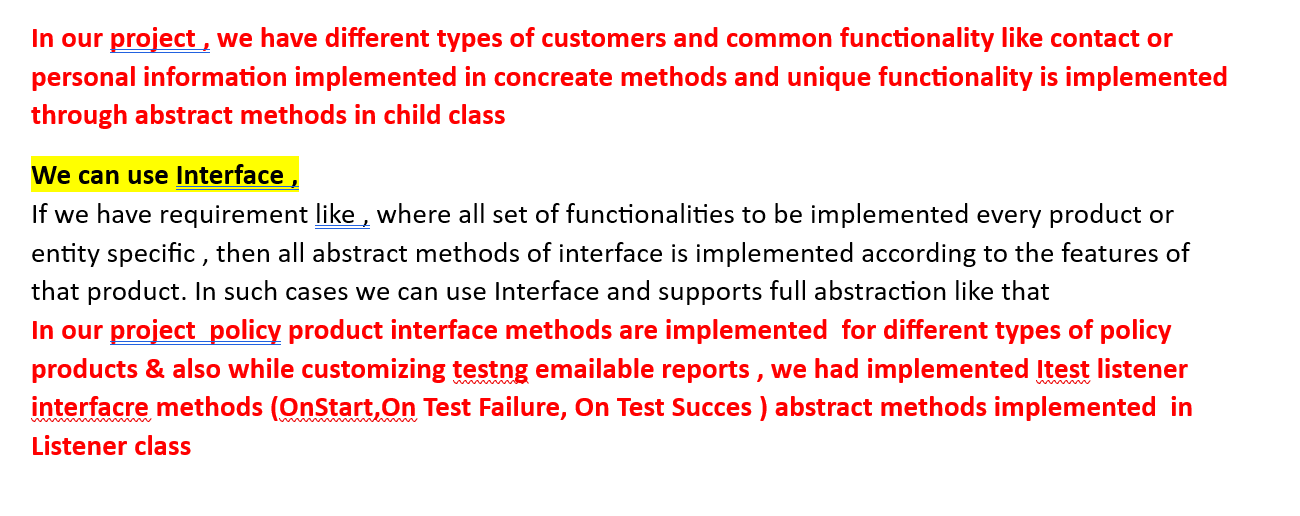 In our project , we have different types of customers and common functionality like contact or
personal information implemented in concreate methods and unique functionality is implemented
through abstract methods in child class
We can use Interface ,
If we have requirement like , where all set of functionalities to be implemented every product or
entity specific , then all abstract methods of interface is implemented according to the features of
that product. In such cases we can use Interface and supports full abstraction like that
In our project  policy product interface methods are implemented  for different types of policy
products & also while customizing testng emailable reports , we had implemented Itest listener
interfacre methods (OnStart,On Test Failure, On Test Succes ) abstract methods implemented  in
Listener class